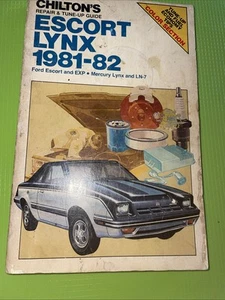 CHILTON'S
REPAIR & TUNE-UP GUIDE
ESCORT
LYNX
1981-82
Ford Escort and EXP • Mercury Lynx and LN-7
COLOR SECTION